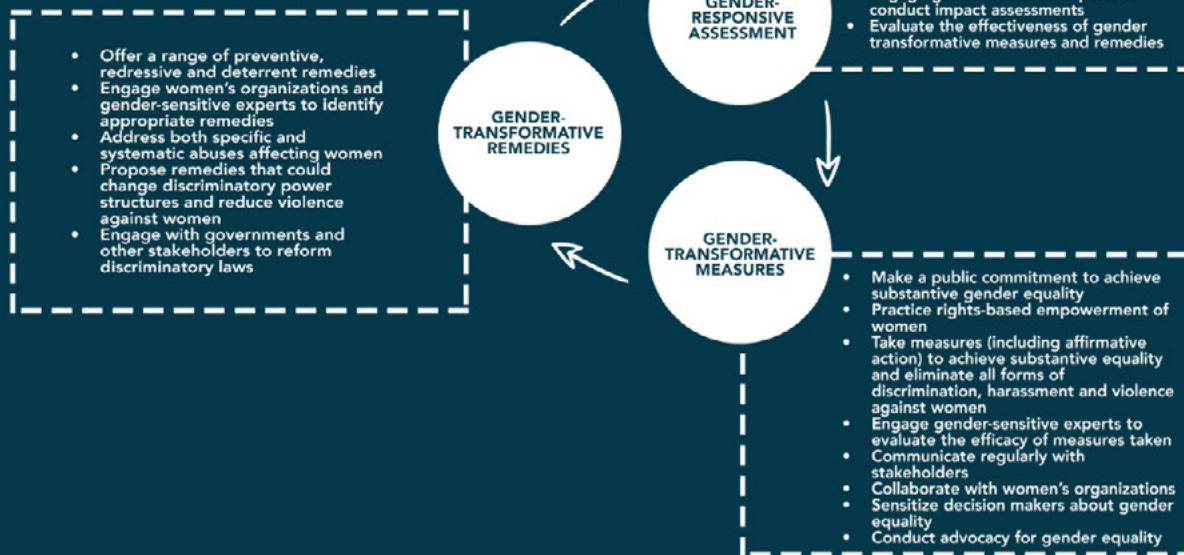 GENDER-
RESPONSIVE
ASSESSMENT
conduct impact assessments
• Evaluate the effectiveness of gender
transformative measures and remedies
• Offer a range of preventive,
redressive and deterrent remedies
• Engage women's organizations and
gender-sensitive experts to identify
appropriate remedies
• Address both specific and
systematic abuses affecting women
• Propose remedies that could
change discriminatory power
structures and reduce violence
against women
• Engage with governments and
other stakeholders to reform
discriminatory laws
GENDER-
TRANSFORMATIVE
REMEDIES
GENDER-
TRANSFORMATIVE
MEASURES
• Make a public commitment to achieve
substantive gender equality
• Practice rights-based empowerment of
women
• Take measures (including affirmative
action) to achieve substantive equality
and eliminate all forms of
discrimination, harassment and violence
against women
• Engage gender-sensitive experts to
evaluate the efficacy of measures taken
• Communicate regularly with
stakeholders
• Collaborate with women's organizations
• Sensitize decision makers about gender
equality
• Conduct advocacy for gender equality